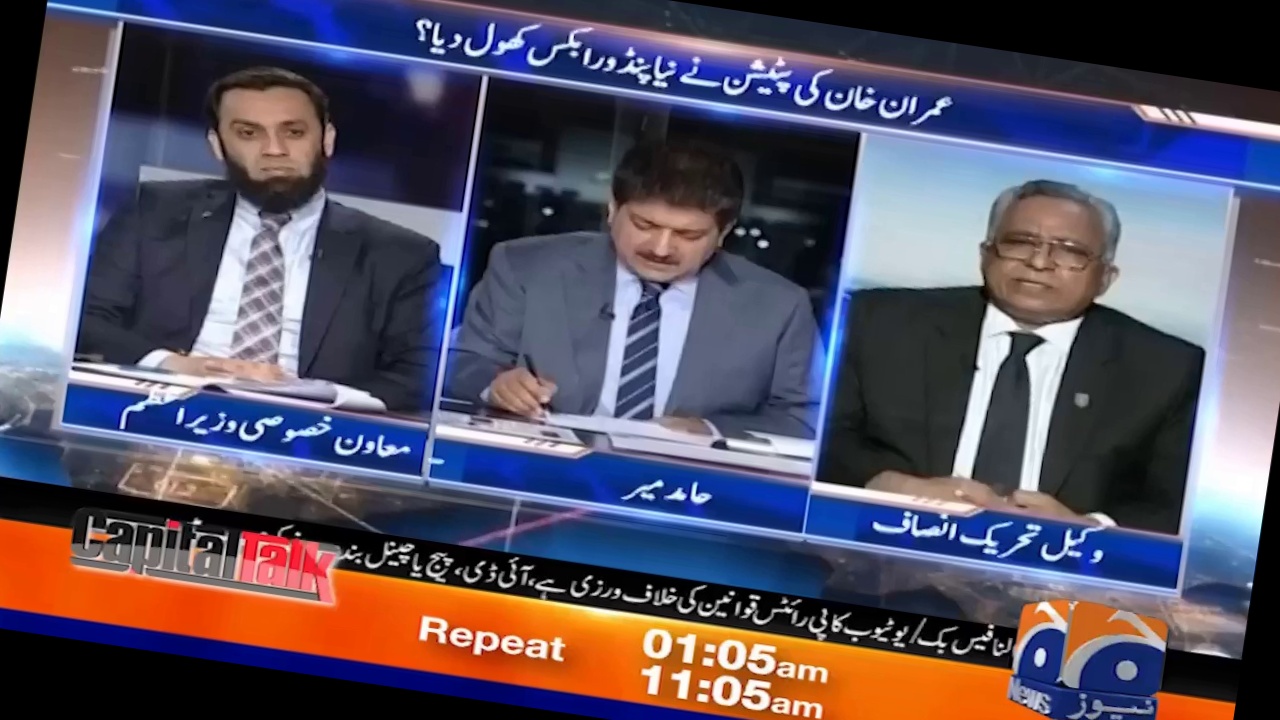 عمران خان کی پٹیشن نے نیا پنڈورا بکس کھول دیا؟
معاون خصوصی وزیراعظم
حامد میر
وکیل تحریک انصاف
Capital Talk
لنا فیس بک/یوٹیوب کاپی رائٹس قوانین کی خلاف ورزی ہے، آئی ڈی، پیج یا چینل بند
Repeat 01:05am
11:05am
جیو
News نیوز